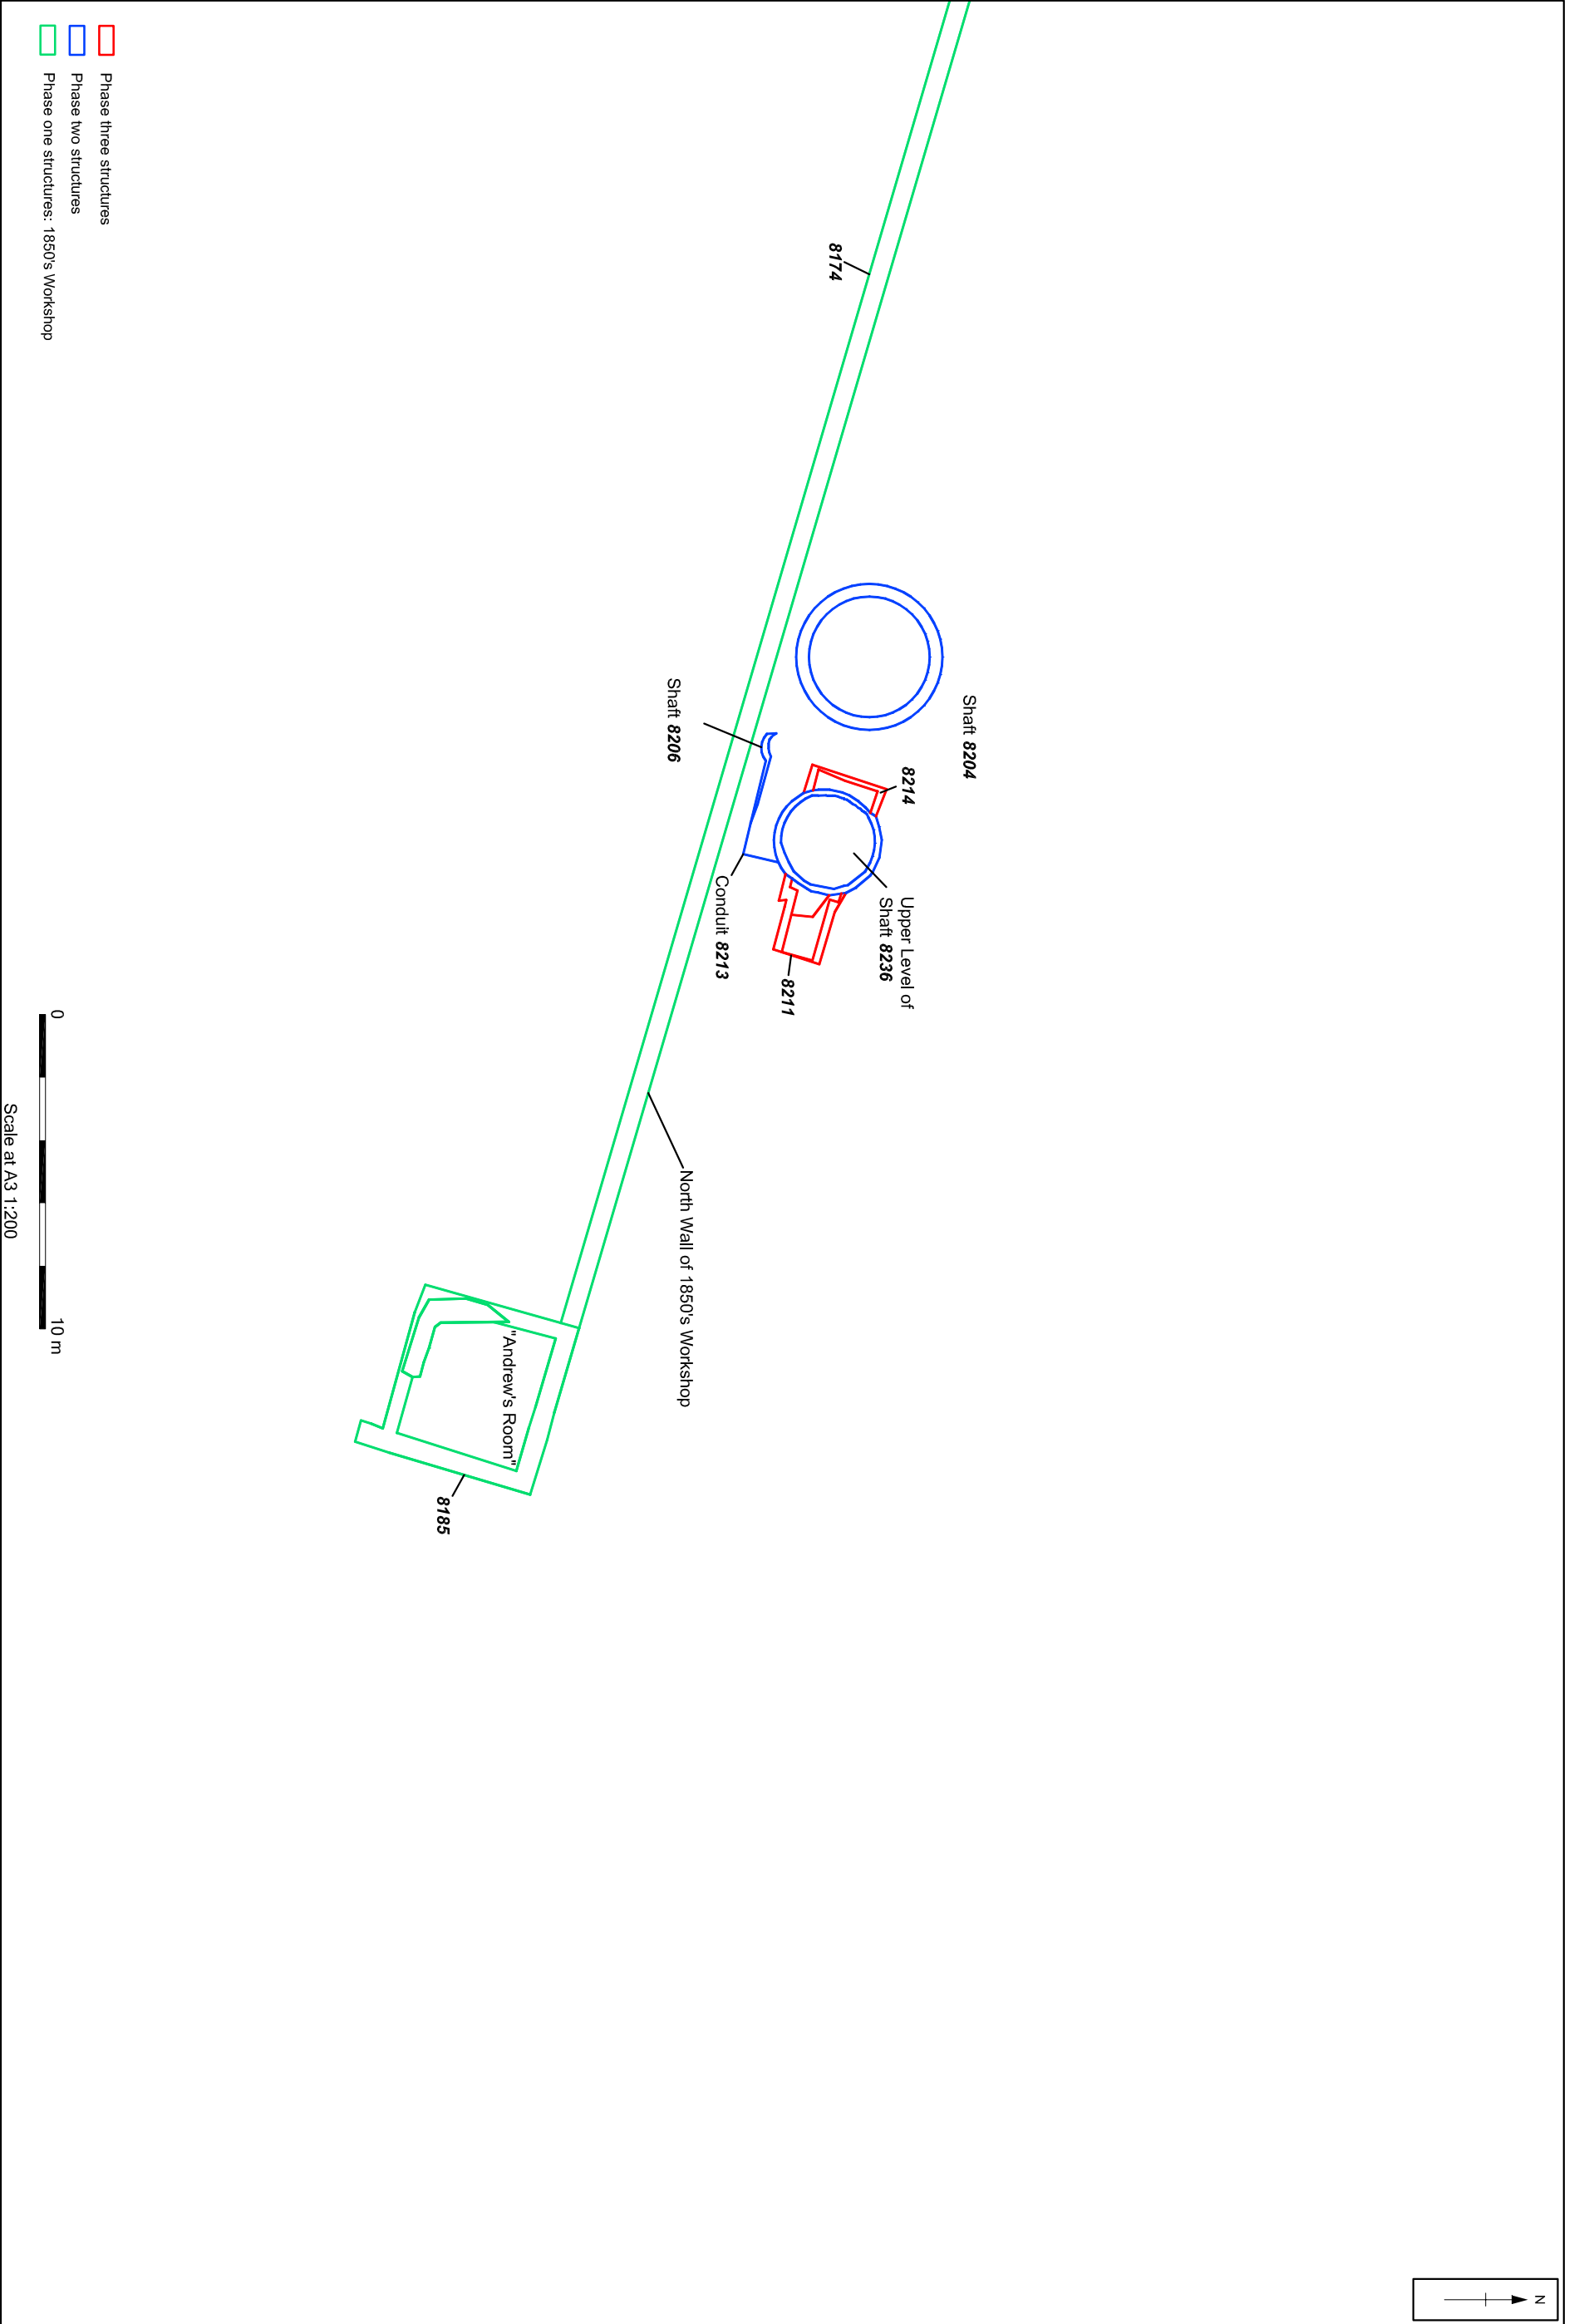 N
Shaft 8204
8214
Upper Level of
Shaft 8236
8174
8211
Conduit 8213
Shaft 8206
North Wall of 1850's Workshop
"Andrew's Room"
8185
Phase three structures
Phase two structures
Phase one structures: 1850's Workshop
0
10 m
Scale at A3 1:200